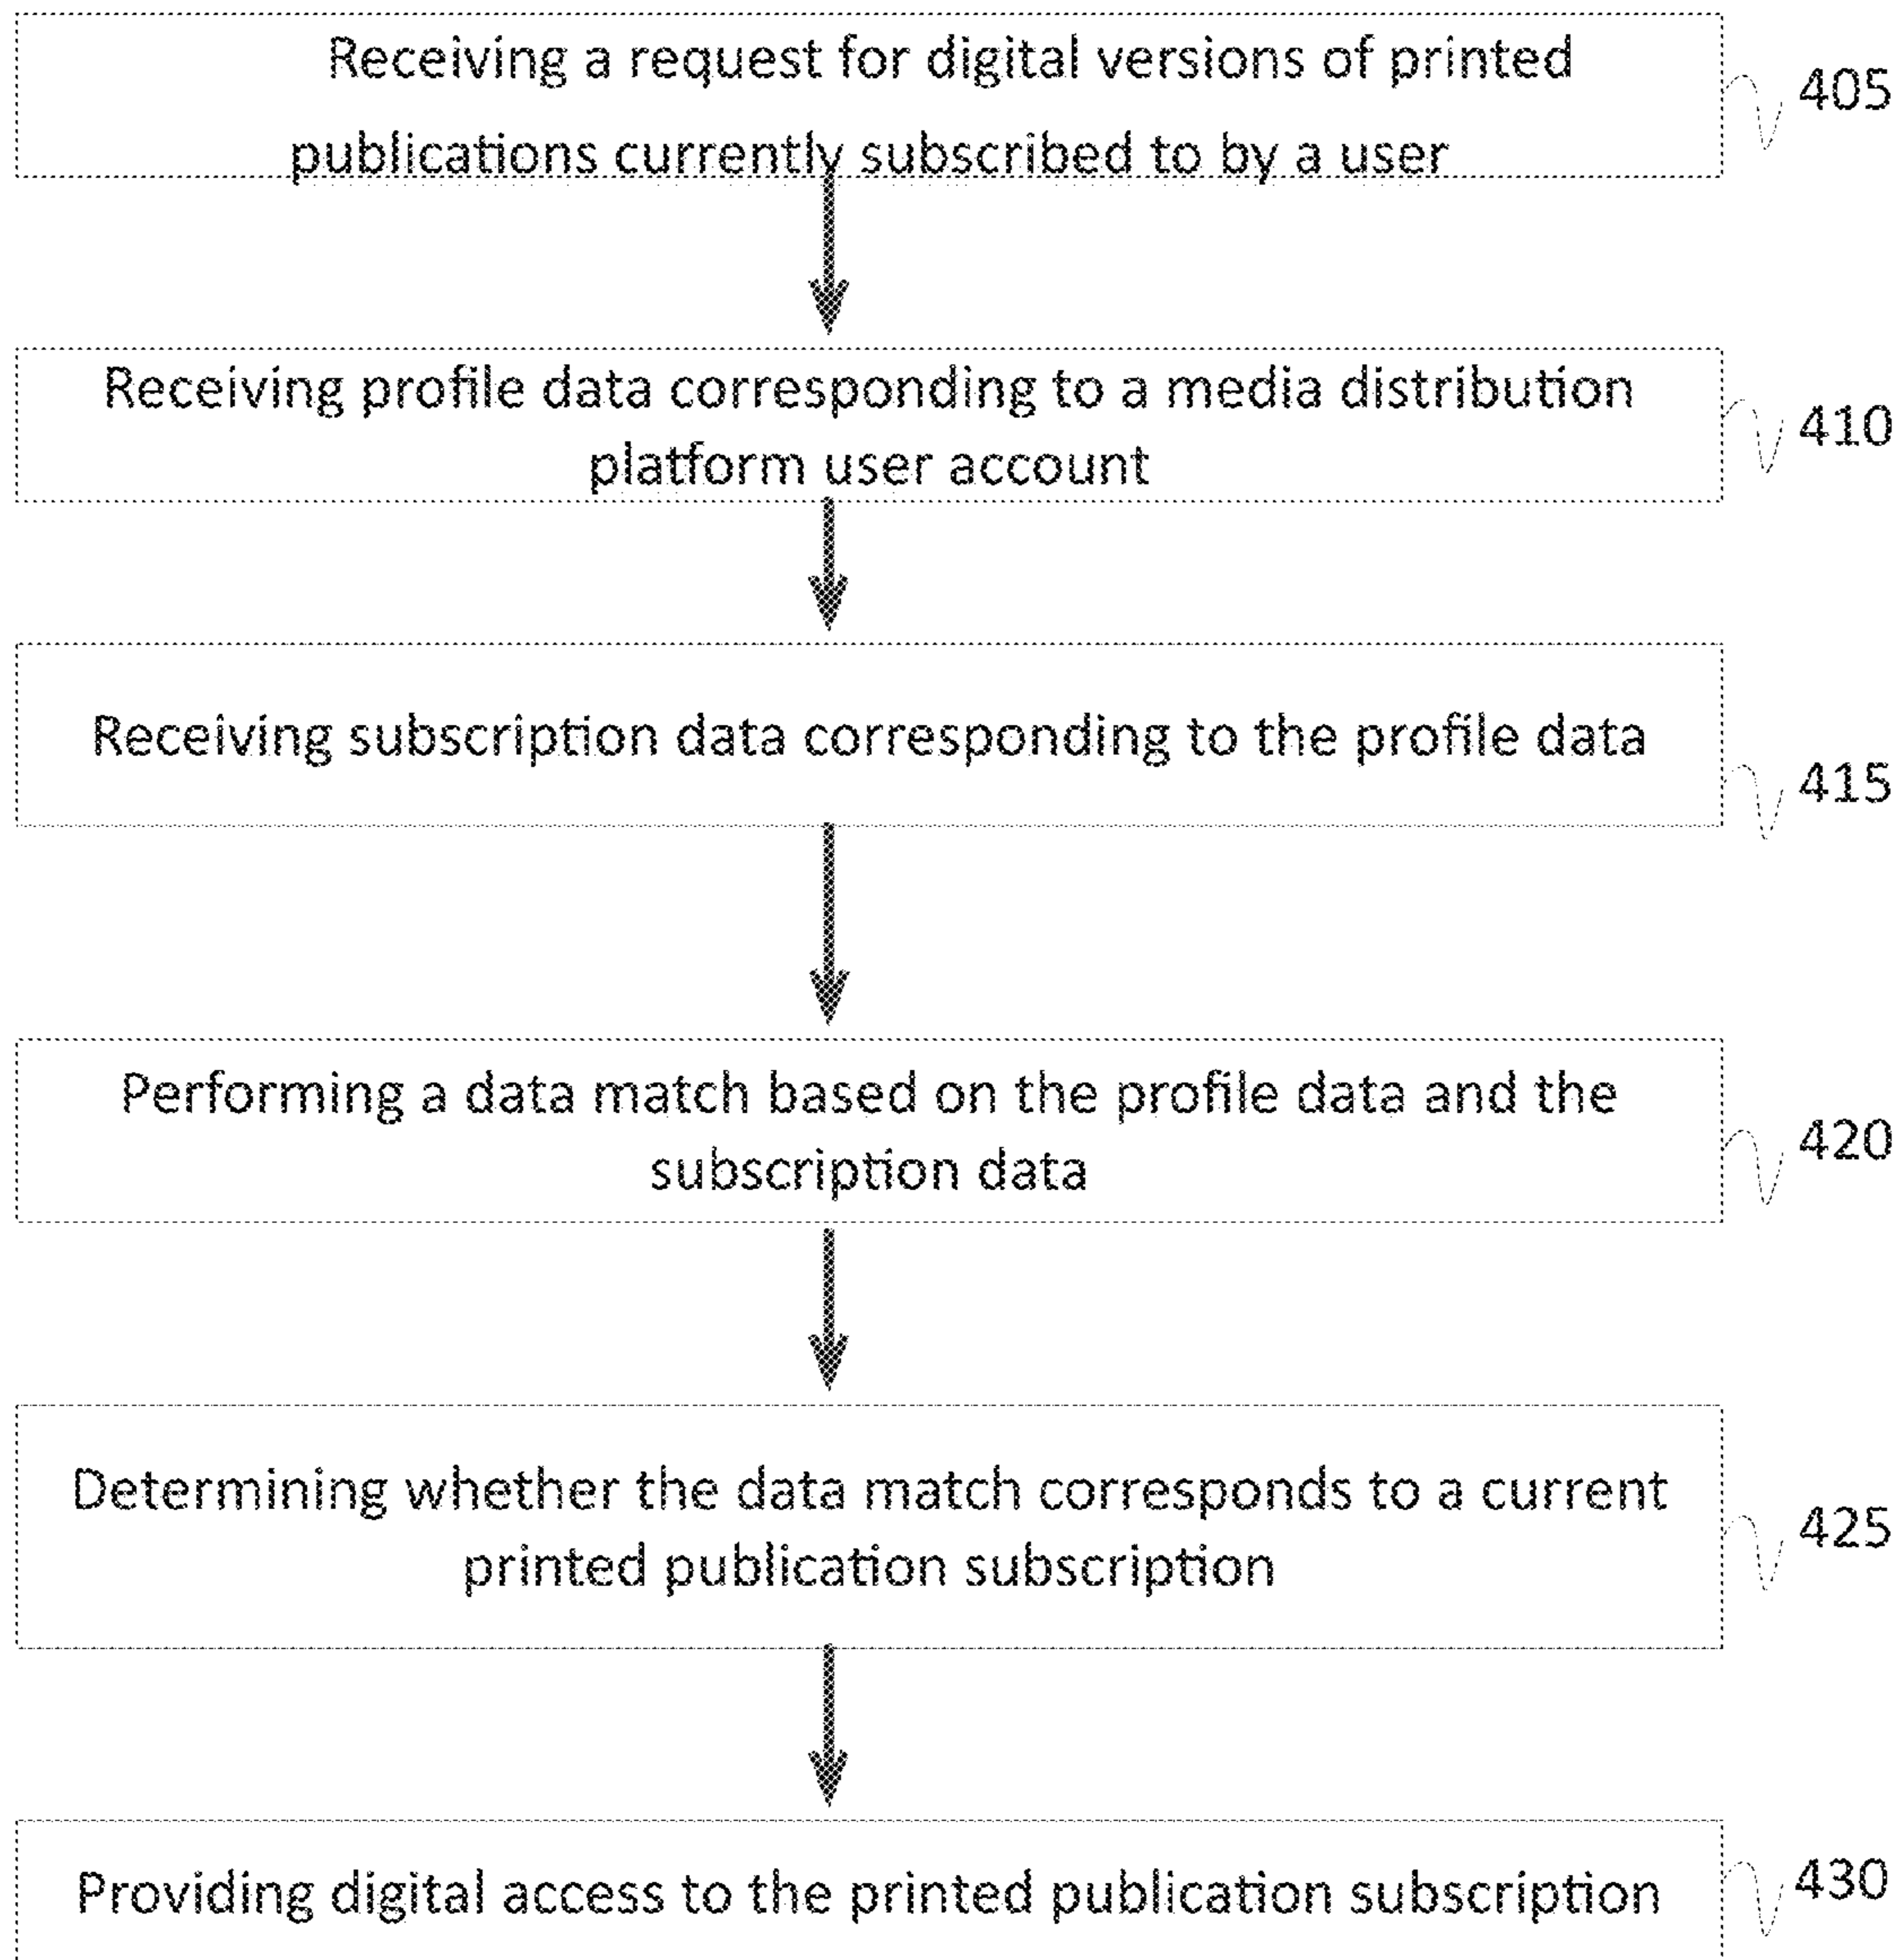 Receiving a request for digital versions of printed
publications currently subscribed to by a user
405
Receiving profile data corresponding to a media distribution
platform user account
410
Receiving subscription data corresponding to the profile data
415
Performing a data match based on the profile data and the
subscription data
420
Determining whether the data match corresponds to a current
printed publication subscription
425
Providing digital access to the printed publication subscription
430